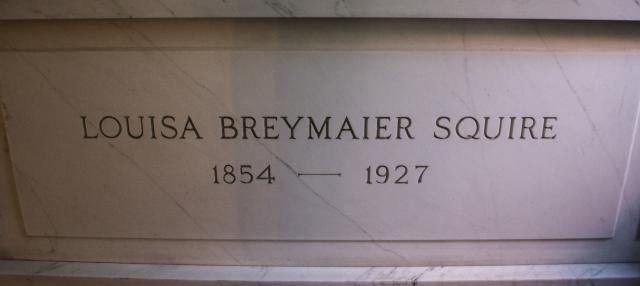 LOUISA BREYMAIER SQUIRE
1854 — 1927